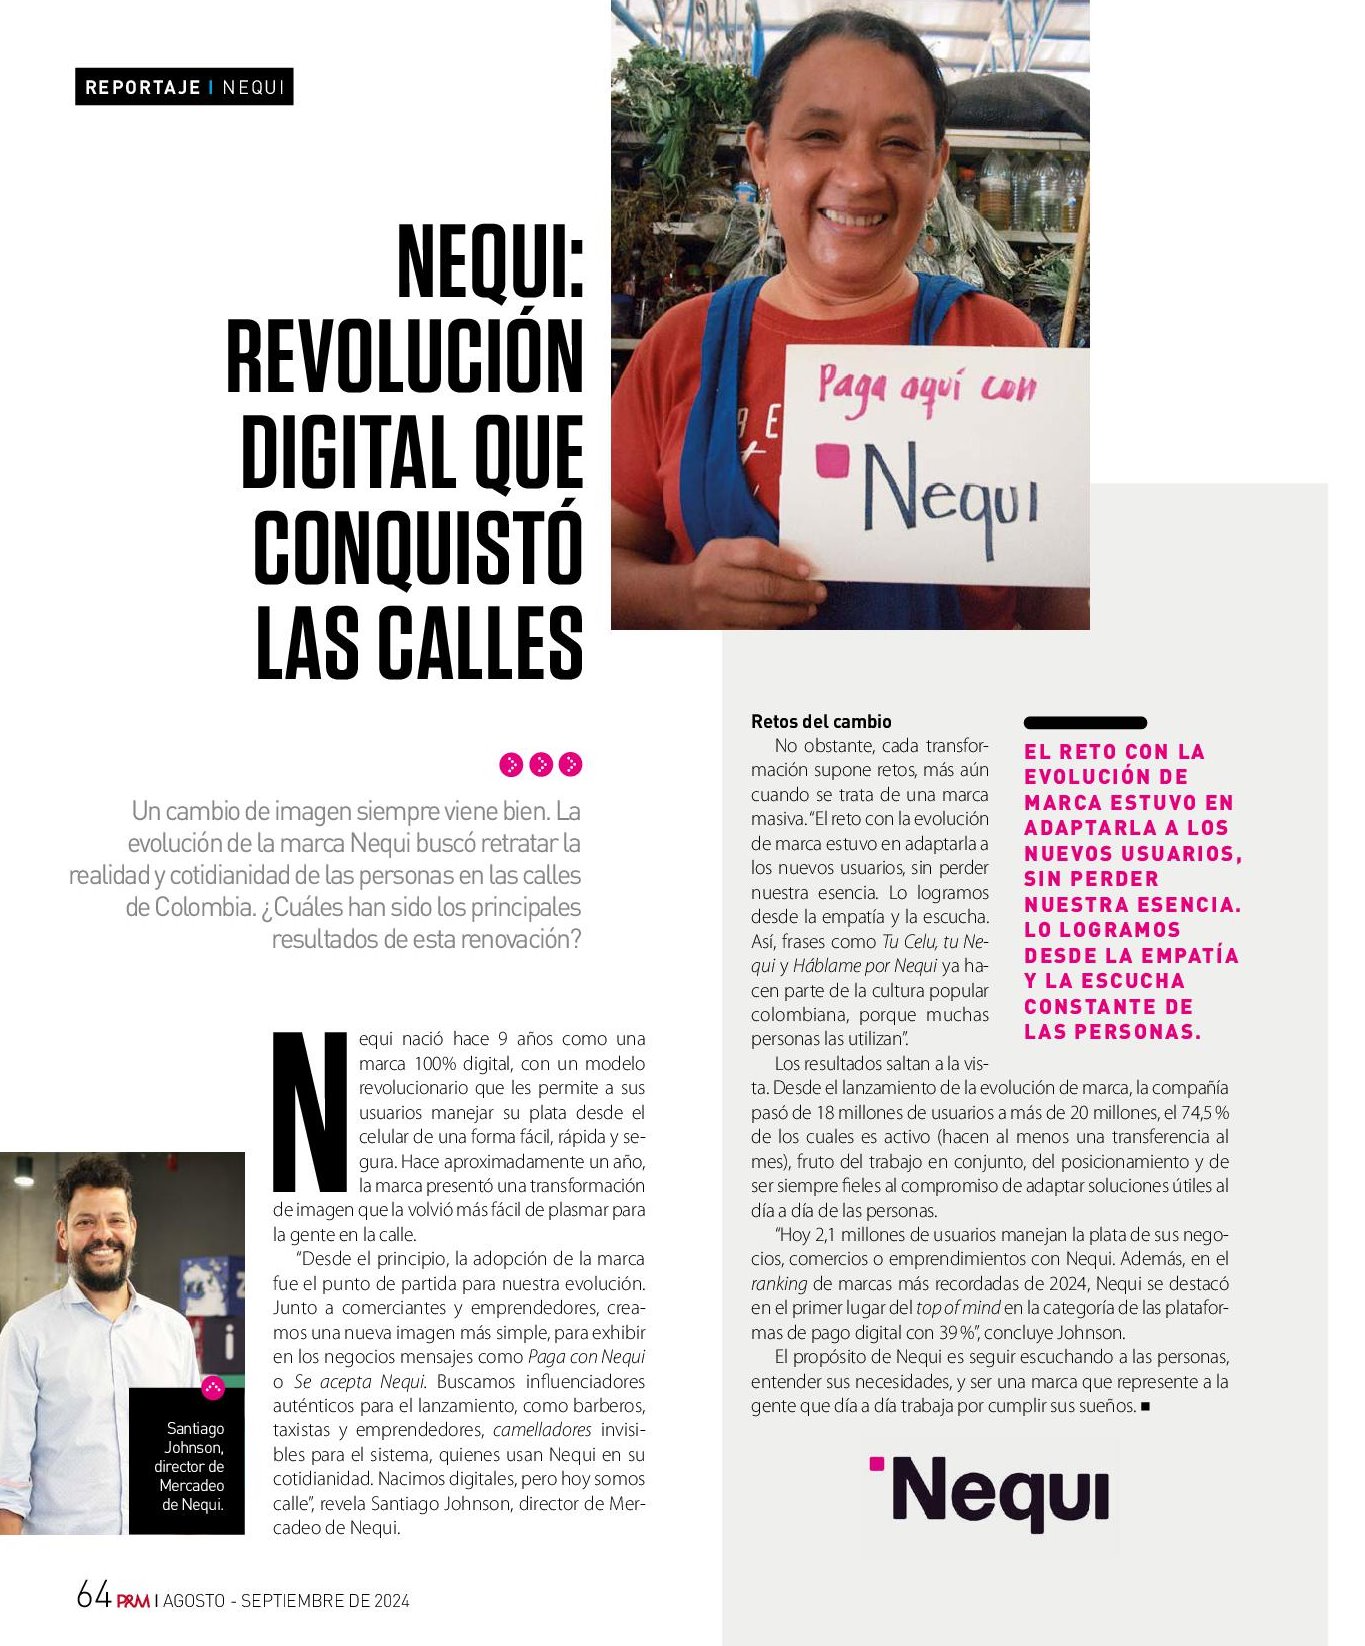 REPORTAJE | NEQUI
Paga aquí con
Nequi
NEQUI:
REVOLUCIÓN
DIGITAL QUE
CONQUISTÓ
LAS CALLES
Un cambio de imagen siempre viene bien. La
evolución de la marca Nequi buscó retratar la
realidad y cotidianidad de las personas en las calles
de Colombia. ¿Cuáles han sido los principales
resultados de esta renovación?
Nequi nació hace 9 años como una
marca 100% digital, con un modelo
revolucionario que les permite a sus
usuarios manejar su plata desde el
celular de una forma fácil, rápida y se-
gura. Hace aproximadamente un año,
la marca presentó una transformación
de imagen que la volvió más fácil de plasmar para
la gente en la calle.
“Desde el principio, la adopción de la marca
fue el punto de partida para nuestra evolución.
Junto a comerciantes y emprendedores, crea-
mos una nueva imagen más simple, para exhibir
en los negocios mensajes como Paga con Nequi
o Se acepta Nequi. Buscamos influenciadores
auténticos para el lanzamiento, como barberos,
taxistas y emprendedores, camelladores invisi-
bles para el sistema, quienes usan Nequi en su
cotidianidad. Nacimos digitales, pero hoy somos
calle”, revela Santiago Johnson, director de Mer-
cadeo de Nequi.
Santiago
Johnson,
director de
Mercadeo
de Nequi.
Retos del cambio
No obstante, cada transfor-
mación supone retos, más aún
cuando se trata de una marca
masiva. “El reto con la evolución
de marca estuvo en adaptarla a
los nuevos usuarios, sin perder
nuestra esencia. Lo logramos
desde la empatía y la escucha.
Así, frases como Tu Celu, tu Ne-
qui y Háblame por Nequi ya ha-
cen parte de la cultura popular
colombiana, porque muchas
personas las utilizan”.
Los resultados saltan a la vis-
ta. Desde el lanzamiento de la evolución de marca, la compañía
pasó de 18 millones de usuarios a más de 20 millones, el 74,5 %
de los cuales es activo (hacen al menos una transferencia al
mes), fruto del trabajo en conjunto, del posicionamiento y de
ser siempre fieles al compromiso de adaptar soluciones útiles al
día a día de las personas.
“Hoy 2,1 millones de usuarios manejan la plata de sus nego-
cios, comercios o emprendimientos con Nequi. Además, en el
ranking de marcas más recordadas de 2024, Nequi se destacó
en el primer lugar del top of mind en la categoría de las platafor-
mas de pago digital con 39 %”, concluye Johnson.
El propósito de Nequi es seguir escuchando a las personas,
entender sus necesidades, y ser una marca que represente a la
gente que día a día trabaja por cumplir sus sueños. ■
EL RETO CON LA
EVOLUCIÓN DE
MARCA ESTUVO EN
ADAPTARLA A LOS
NUEVOS USUARIOS,
SIN PERDER
NUESTRA ESENCIA.
LO LOGRAMOS
DESDE LA EMPATÍA
Y LA ESCUCHA
CONSTANTE DE
LAS PERSONAS.
Nequi
64 P&M | AGOSTO - SEPTIEMBRE DE 2024